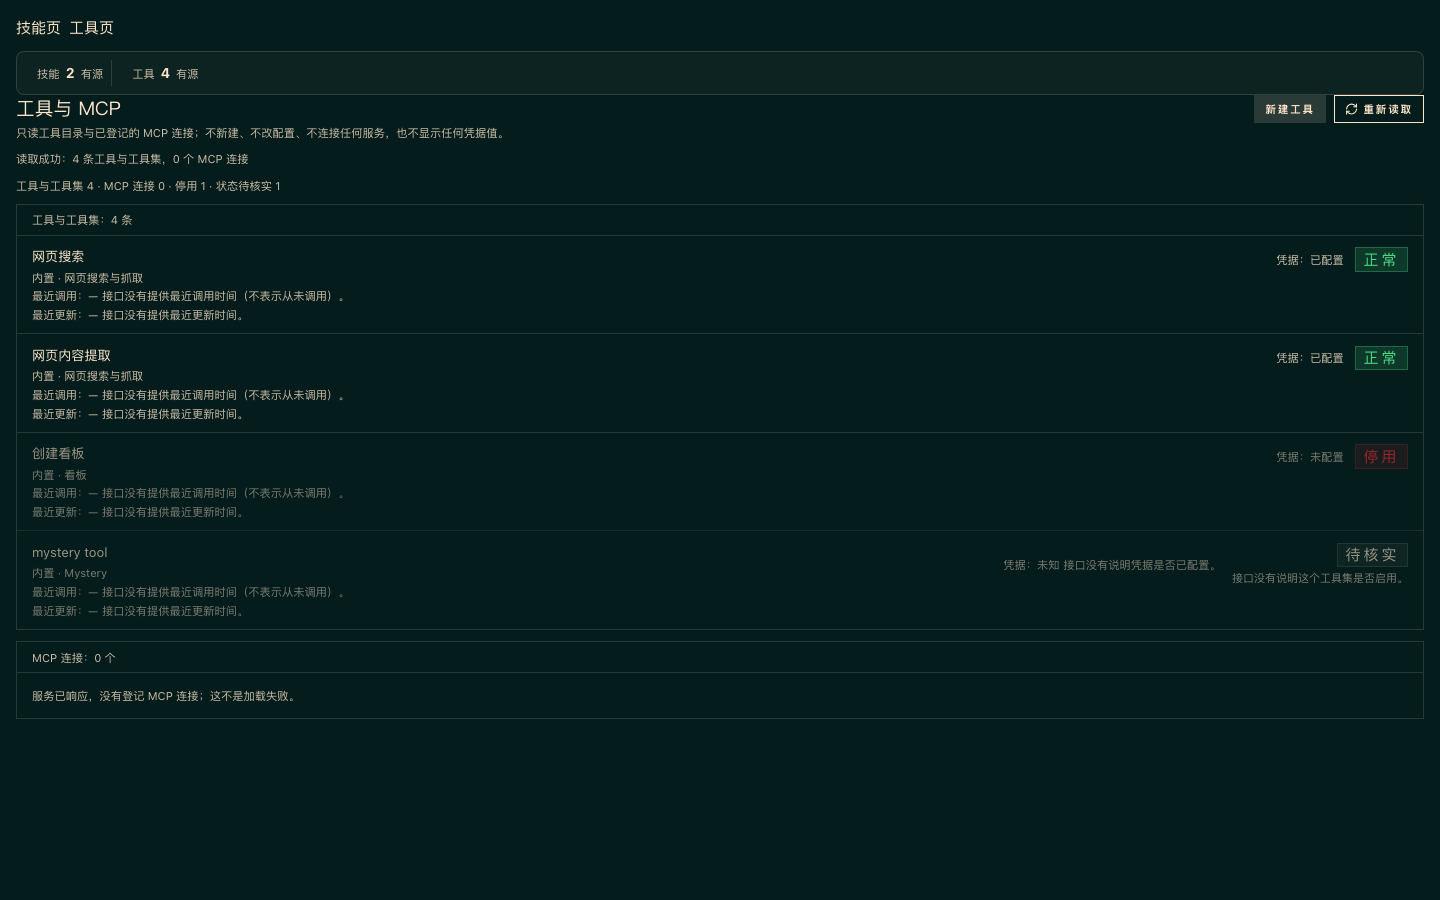 技能页 工具页
技能 2 有源 工具 4 有源
工具与 MCP
新建工具 重新读取
只读工具目录与已登记的 MCP 连接；不新建、不改配置、不连接任何服务，也不显示任何凭据值。
读取成功：4 条工具与工具集，0 个 MCP 连接
工具与工具集 4 · MCP 连接 0 · 停用 1 · 状态待核实 1
工具与工具集：4 条
网页搜索
凭据：已配置 正常
内置 · 网页搜索与抓取
最近调用：— 接口没有提供最近调用时间（不表示从未调用）。
最近更新：— 接口没有提供最近更新时间。
网页内容提取
凭据：已配置 正常
内置 · 网页搜索与抓取
最近调用：— 接口没有提供最近调用时间（不表示从未调用）。
最近更新：— 接口没有提供最近更新时间。
创建看板
凭据：未配置 停用
内置 · 看板
最近调用：— 接口没有提供最近调用时间（不表示从未调用）。
最近更新：— 接口没有提供最近更新时间。
mystery tool
待核实
凭据：未知 接口没有说明凭据是否已配置。
接口没有说明这个工具集是否启用。
内置 · Mystery
最近调用：— 接口没有提供最近调用时间（不表示从未调用）。
最近更新：— 接口没有提供最近更新时间。
MCP 连接：0 个
服务已响应，没有登记 MCP 连接；这不是加载失败。